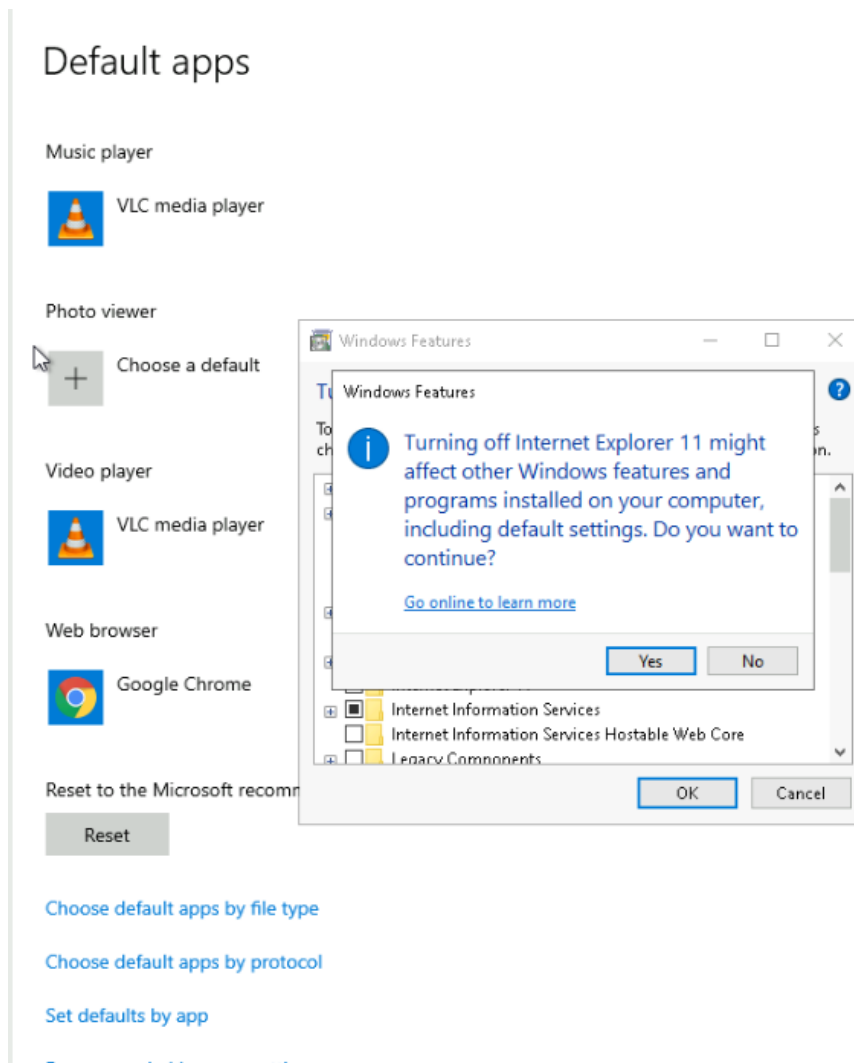 Default apps
Music player
VLC media player
Photo viewer
Choose a default
Video player
VLC media player
Web browser
Google Chrome
Reset to the Microsoft
Reset
Choose default apps by file type
Choose default apps by protocol
Set defaults by app
Windows Features
Windows Features
Turning off Internet Explorer 11 might
affect other Windows features and
programs installed on your computer,
including default settings. Do you want to
continue?
Go online to learn more
Yes
No
Internet Information Services
Internet Information Services Hostable Web Core
Legacy Components
OK
Cancel